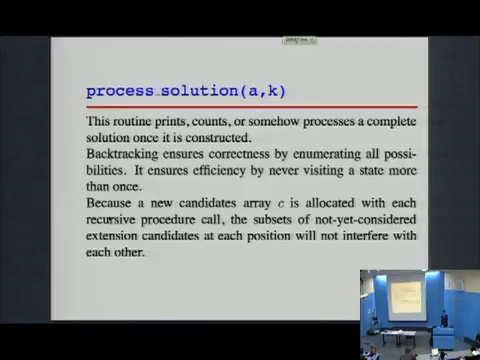 process_solution(a,k)
This routine prints, counts, or somehow processes a complete
solution once it is constructed.
Backtracking ensures correctness by enumerating all possi-
bilities. It ensures efficiency by never visiting a state more
than once.
Because a new candidates array c is allocated with each
recursive procedure call, the subsets of not-yet-considered
extension candidates at each position will not interfere with
each other.